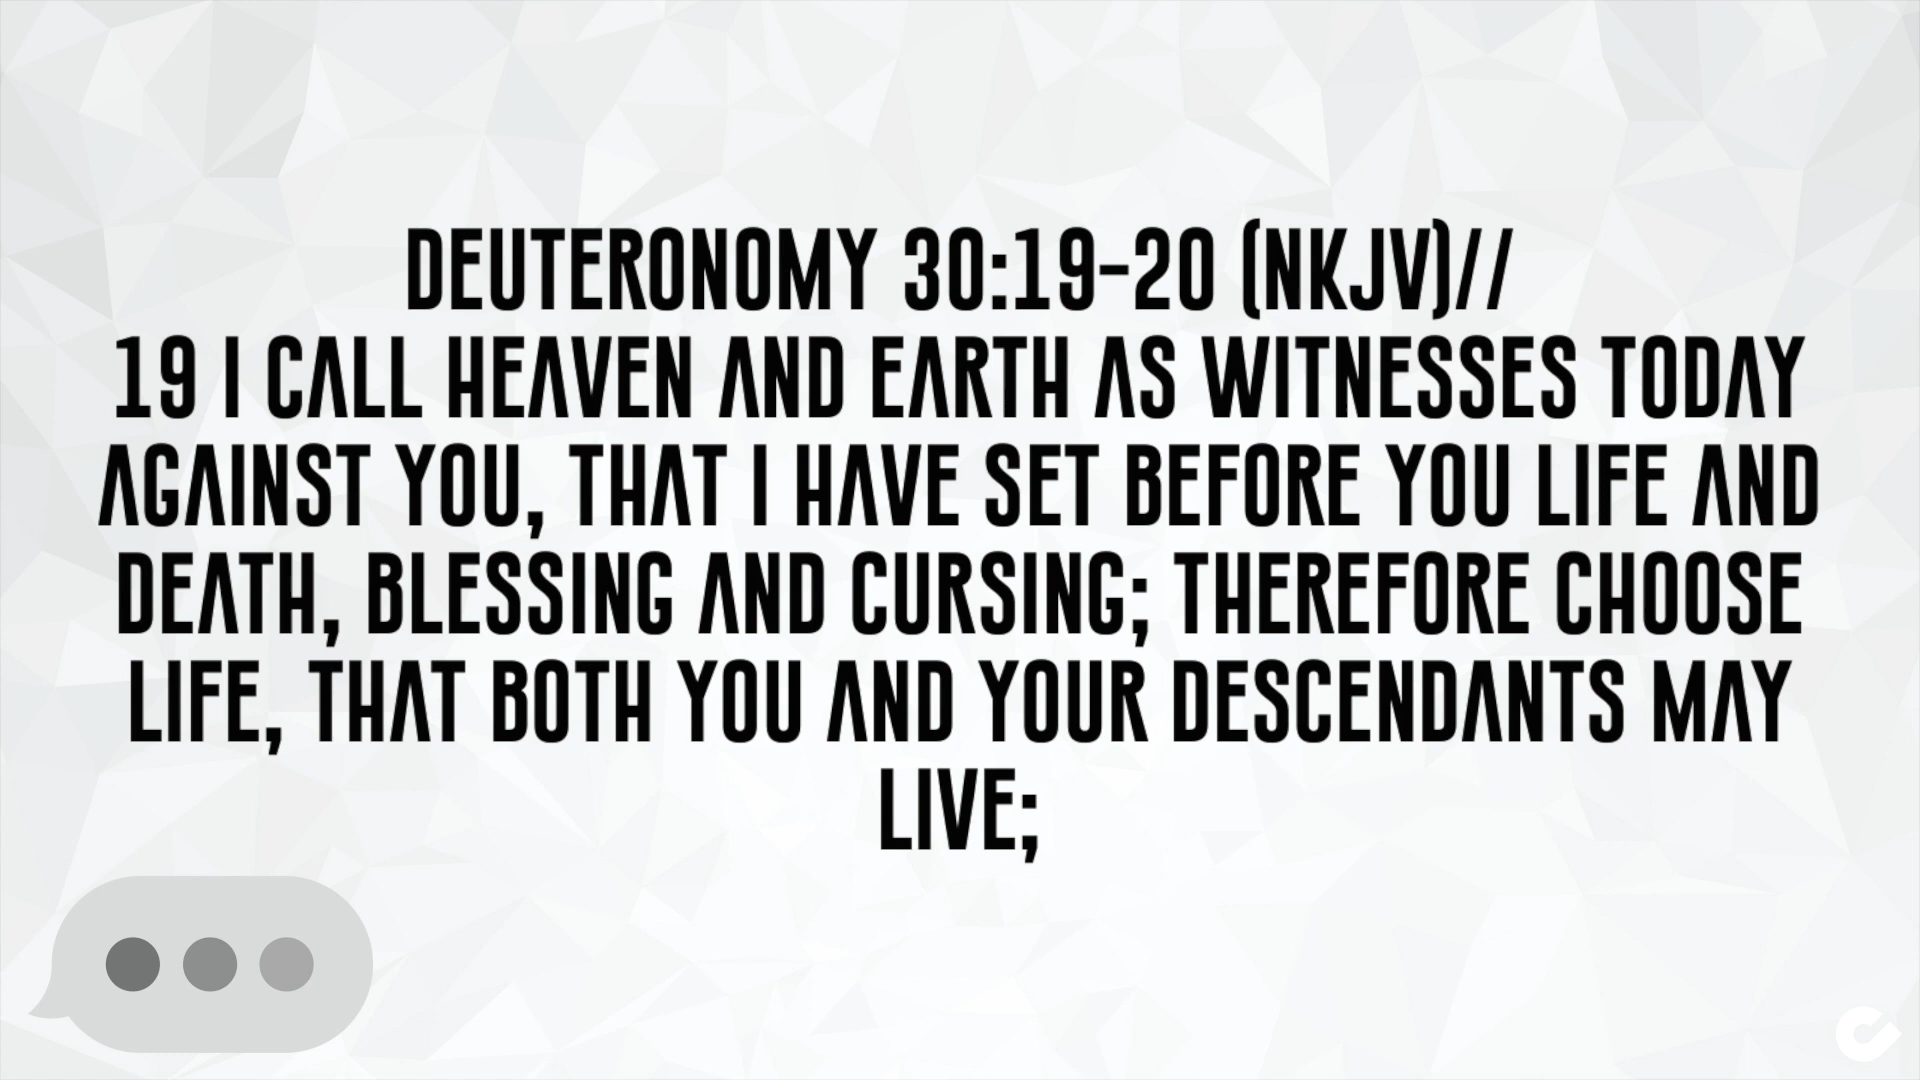 DEUTERONOMY 30:19-20 (NKJV)//
19 I CALL HEAVEN AND EARTH AS WITNESSES TODAY
AGAINST YOU, THAT I HAVE SET BEFORE YOU LIFE AND
DEATH, BLESSING AND CURSING; THEREFORE CHOOSE
LIFE, THAT BOTH YOU AND YOUR DESCENDANTS MAY
LIVE;